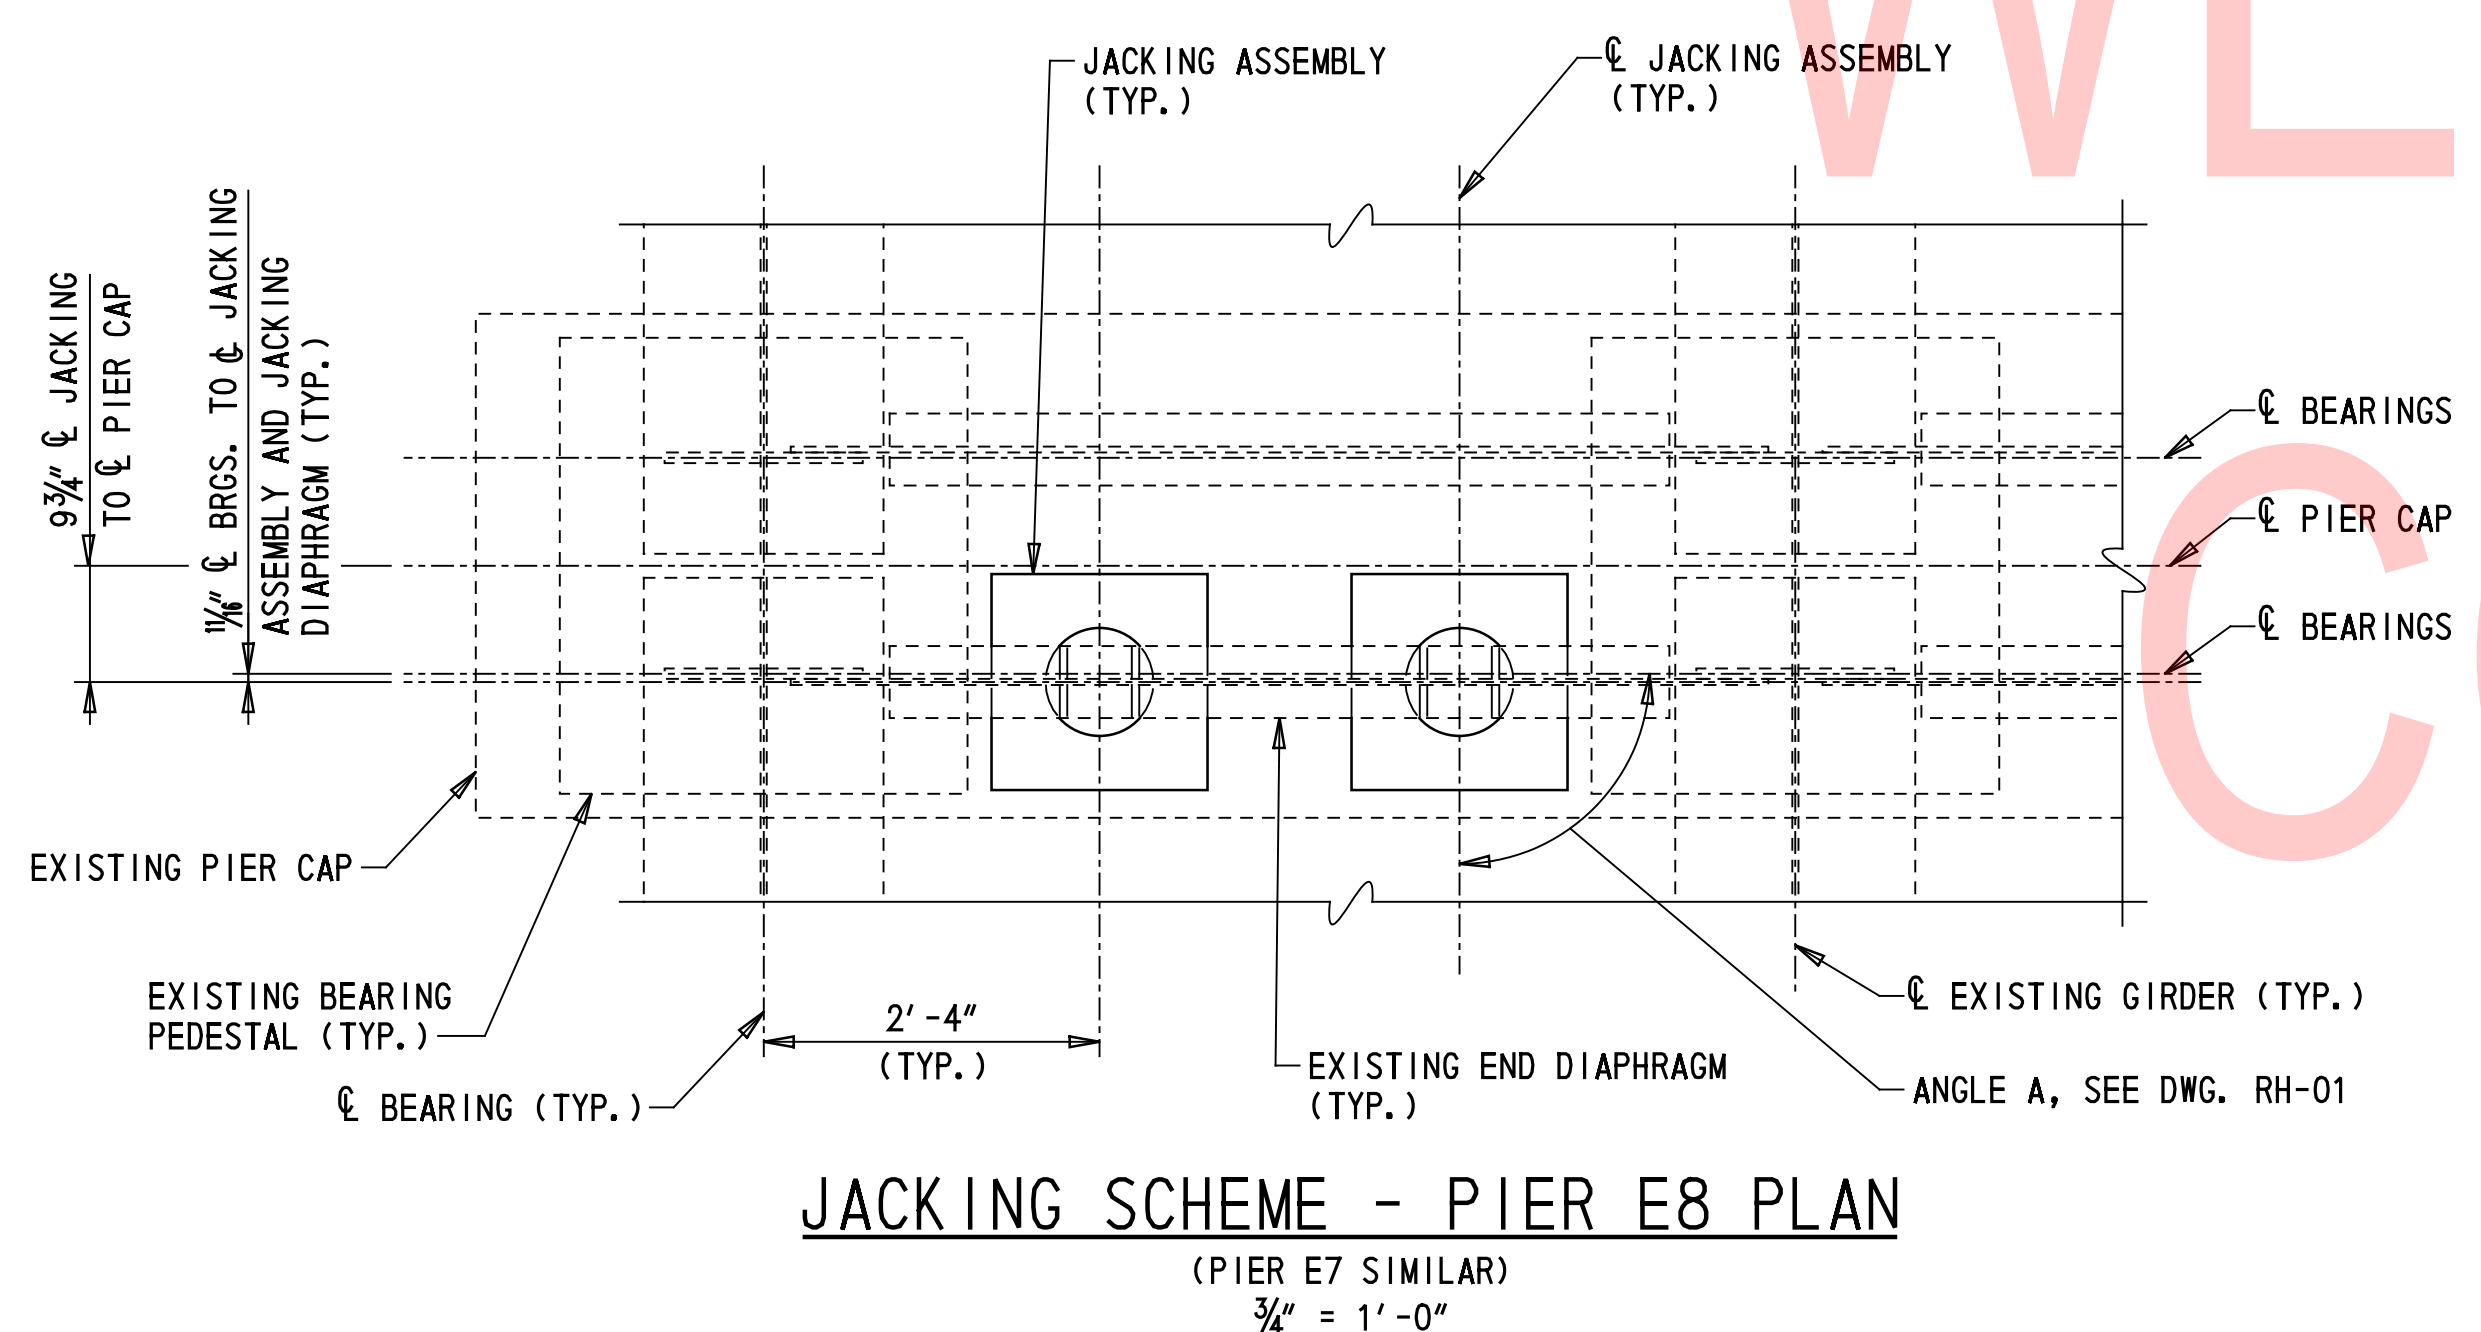 JACKING ASSEMBLY
(TYP.)
℄ JACKING ASSEMBLY
(TYP.)
9¾" ℄ JACKING
TO ℄ PIER CAP
11/16" ℄ BRGS. TO ℄ JACKING
ASSEMBLY AND JACKING
DIAPHRAGM (TYP.)
℄ BEARINGS
℄ PIER CAP
℄ BEARINGS
EXISTING PIER CAP
EXISTING BEARING
PEDESTAL (TYP.)
℄ BEARING (TYP.)
2'-4"
(TYP.)
EXISTING END DIAPHRAGM
(TYP.)
℄ EXISTING GIRDER (TYP.)
ANGLE A, SEE DWG. RH-01
JACKING SCHEME - PIER E8 PLAN
(PIER E7 SIMILAR)
¾" = 1'-0"